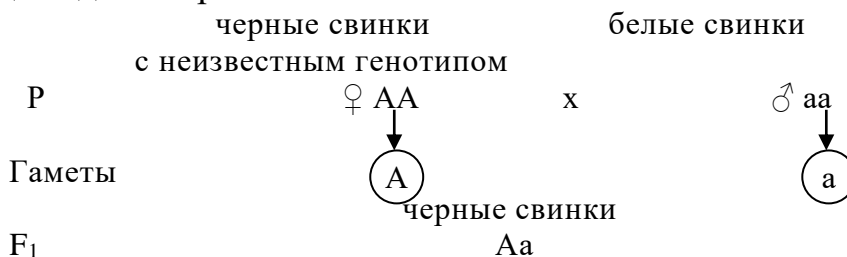 черные свинки белые свинки
с неизвестным генотипом
P ♀ AA x ♂ aa
Гаметы A a
черные свинки
F₁ Aa